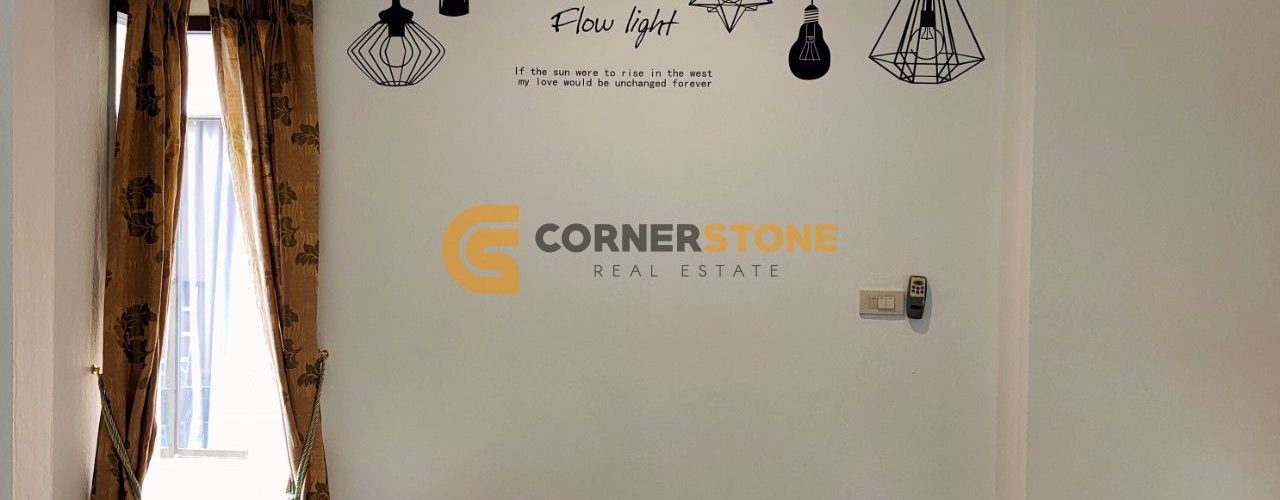 Flow light
If the sun were to rise in the west
my love would be unchanged forever
CORNERSTONE
REAL ESTATE